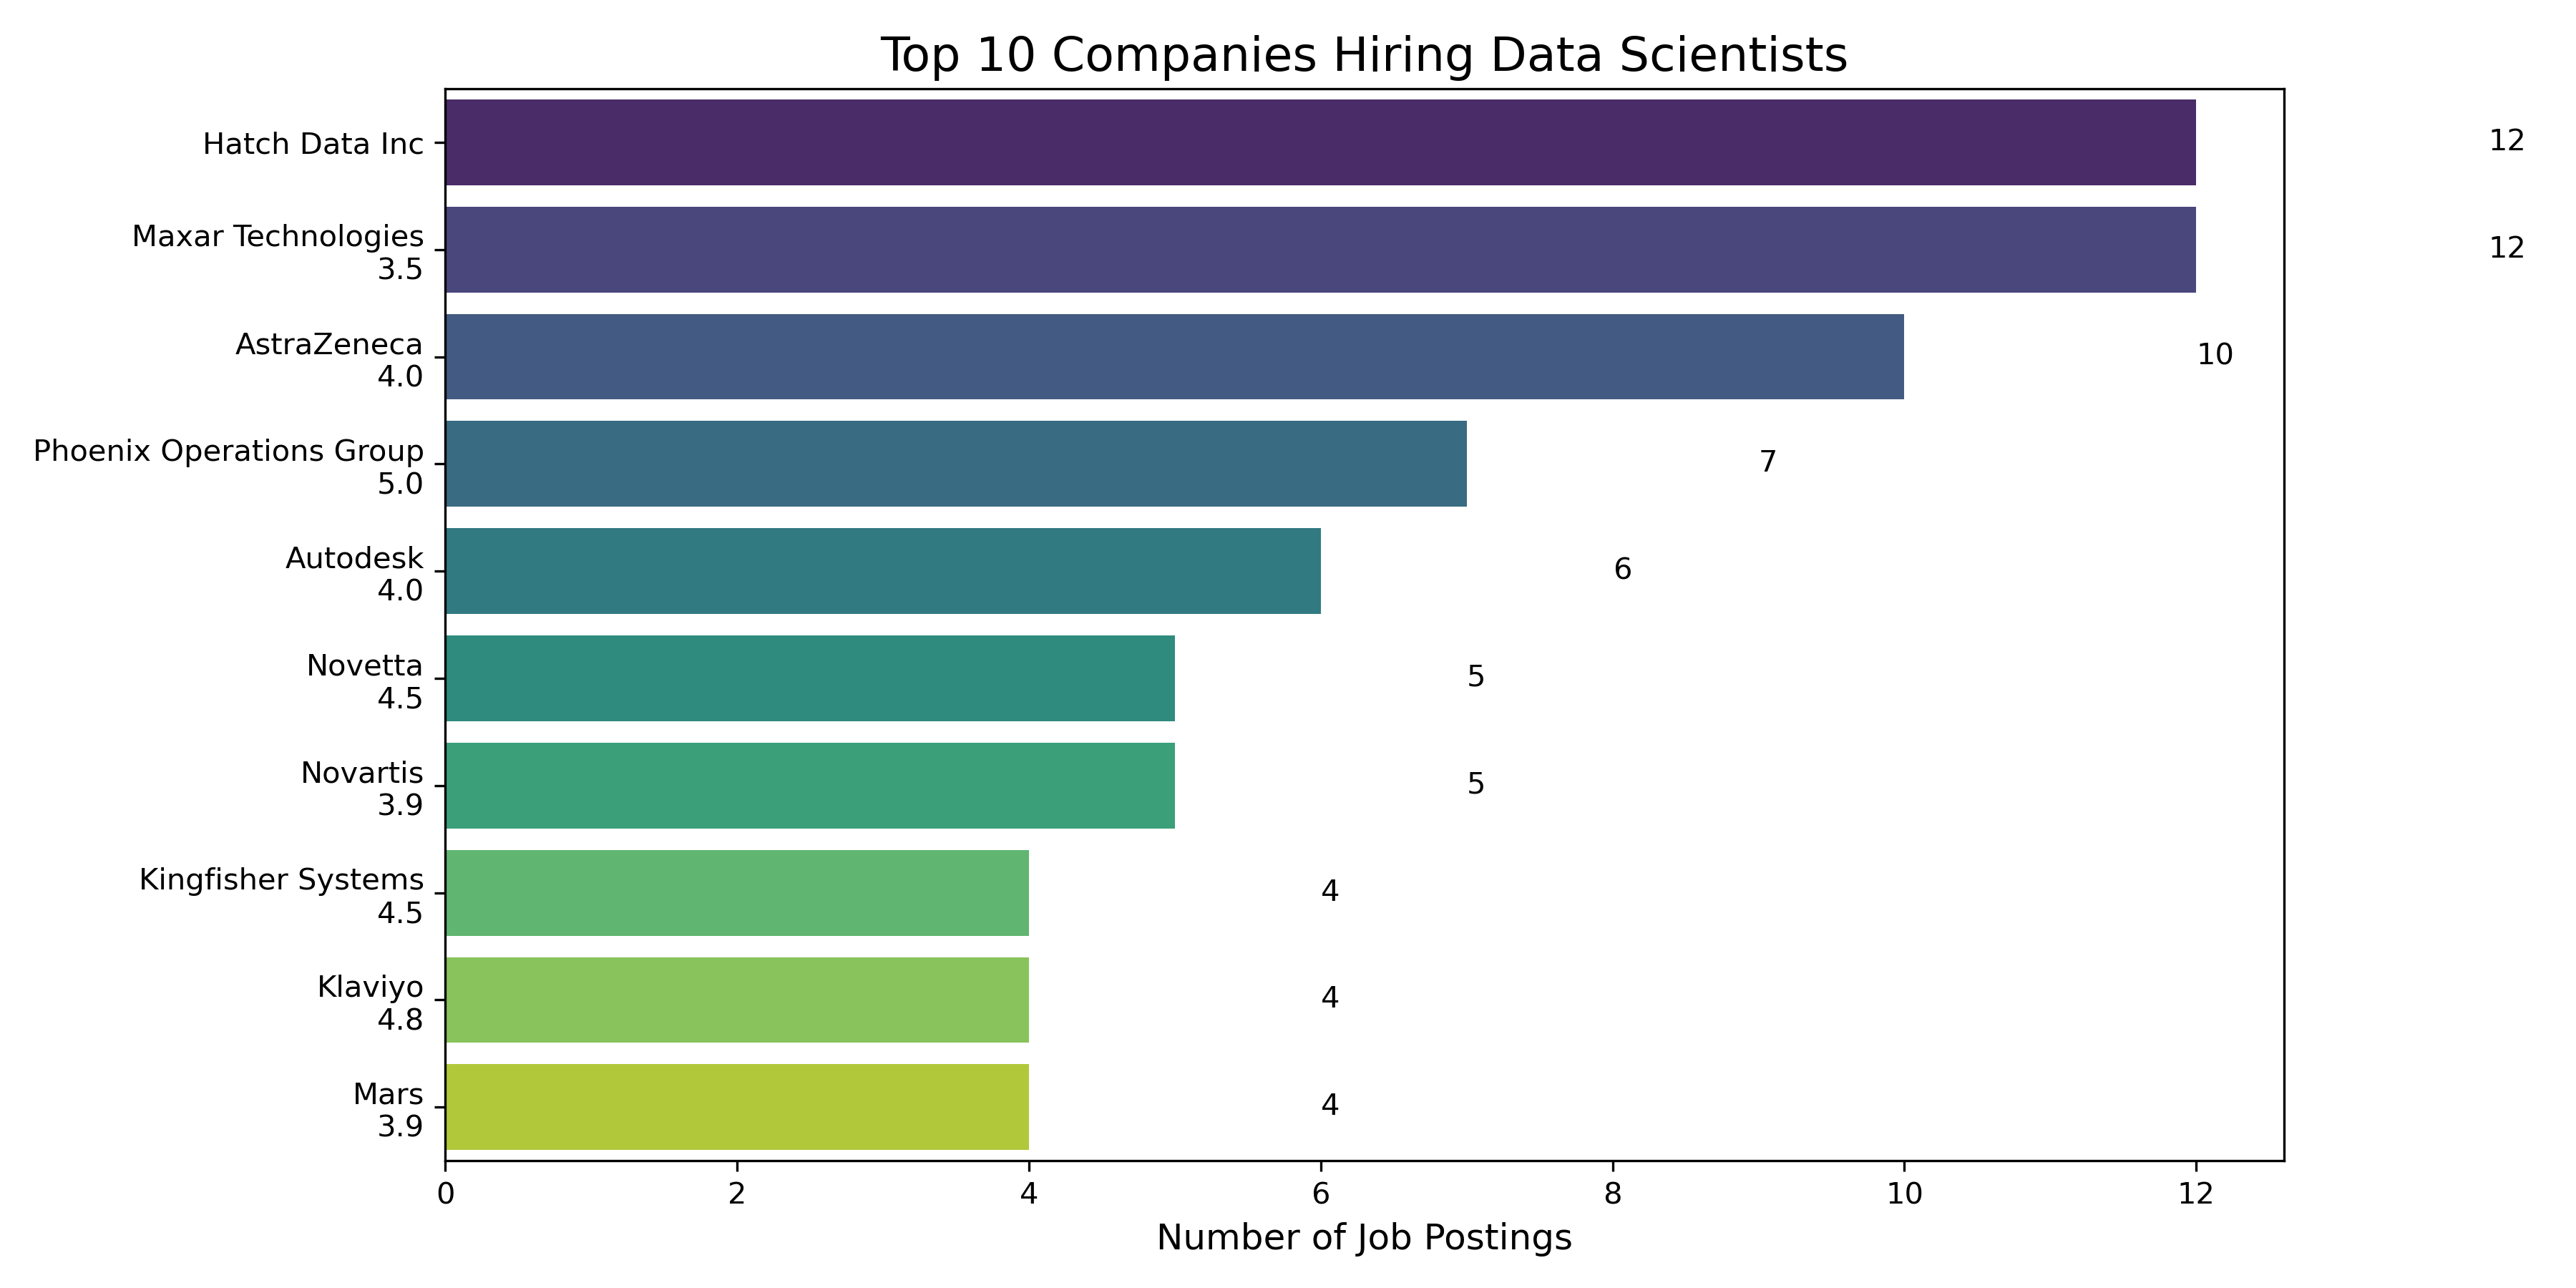 Top 10 Companies Hiring Data Scientists
Hatch Data Inc
12
Maxar Technologies
3.5
12
AstraZeneca
4.0
10
Phoenix Operations Group
5.0
7
Autodesk
4.0
6
Novetta
4.5
5
Novartis
3.9
5
Kingfisher Systems
4.5
4
Klaviyo
4.8
4
Mars
3.9
4
0 2 4 6 8 10 12
Number of Job Postings